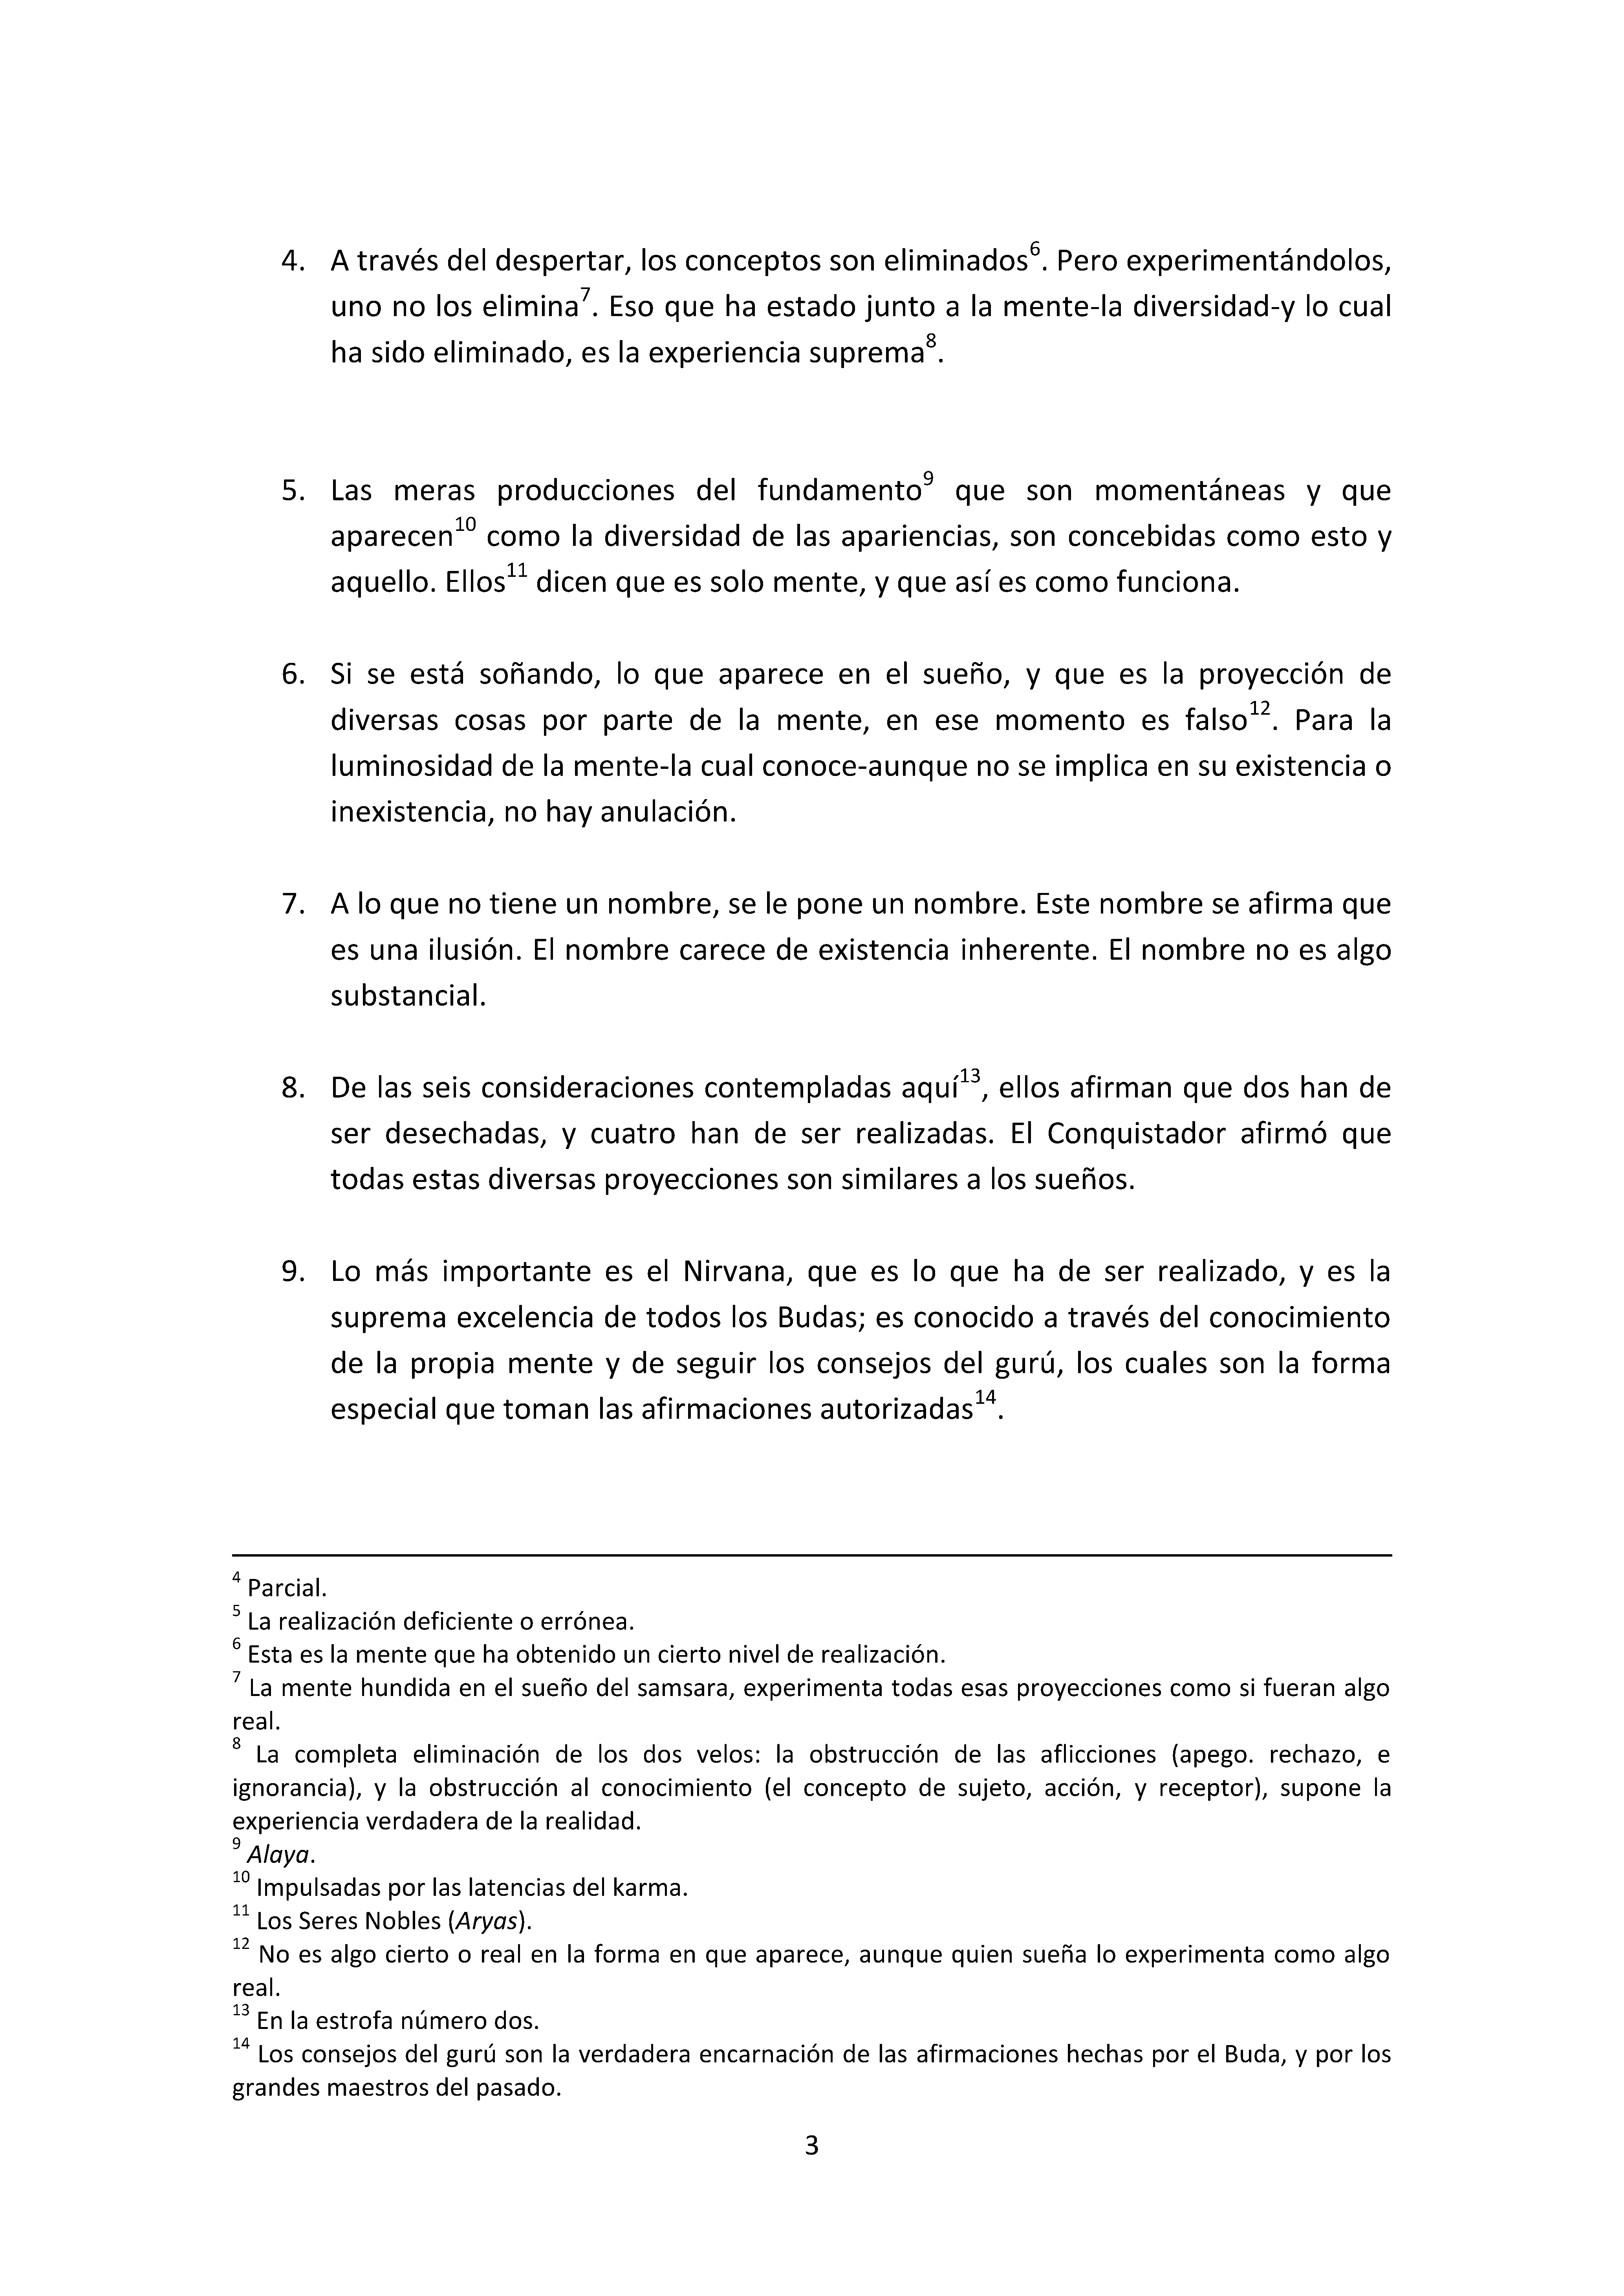 4. A través del despertar, los conceptos son eliminados6. Pero experimentándolos,
uno no los elimina7. Eso que ha estado junto a la mente-la diversidad-y lo cual
ha sido eliminado, es la experiencia suprema8.
5. Las meras producciones del fundamento9 que son momentáneas y que
aparecen10 como la diversidad de las apariencias, son concebidas como esto y
aquello. Ellos11 dicen que es solo mente, y que así es como funciona.
6. Si se está soñando, lo que aparece en el sueño, y que es la proyección de
diversas cosas por parte de la mente, en ese momento es falso12. Para la
luminosidad de la mente-la cual conoce-aunque no se implica en su existencia o
inexistencia, no hay anulación.
7. A lo que no tiene un nombre, se le pone un nombre. Este nombre se afirma que
es una ilusión. El nombre carece de existencia inherente. El nombre no es algo
substancial.
8. De las seis consideraciones contempladas aquí13, ellos afirman que dos han de
ser desechadas, y cuatro han de ser realizadas. El Conquistador afirmó que
todas estas diversas proyecciones son similares a los sueños.
9. Lo más importante es el Nirvana, que es lo que ha de ser realizado, y es la
suprema excelencia de todos los Budas; es conocido a través del conocimiento
de la propia mente y de seguir los consejos del gurú, los cuales son la forma
especial que toman las afirmaciones autorizadas14.
4 Parcial.
5 La realización deficiente o errónea.
6 Esta es la mente que ha obtenido un cierto nivel de realización.
7 La mente hundida en el sueño del samsara, experimenta todas esas proyecciones como si fueran algo
real.
8 La completa eliminación de los dos velos: la obstrucción de las aflicciones (apego. rechazo, e
ignorancia), y la obstrucción al conocimiento (el concepto de sujeto, acción, y receptor), supone la
experiencia verdadera de la realidad.
9 Alaya.
10 Impulsadas por las latencias del karma.
11 Los Seres Nobles (Aryas).
12 No es algo cierto o real en la forma en que aparece, aunque quien sueña lo experimenta como algo
real.
13 En la estrofa número dos.
14 Los consejos del gurú son la verdadera encarnación de las afirmaciones hechas por el Buda, y por los
grandes maestros del pasado.
3